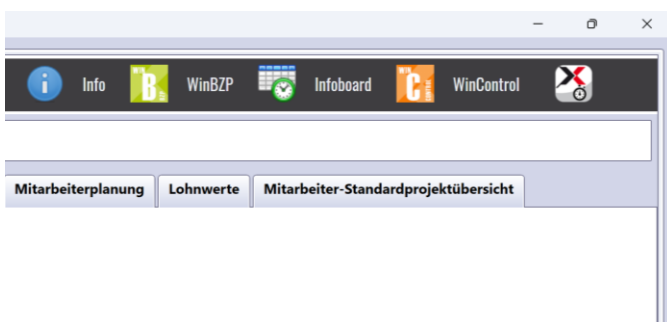 Info WinBZP Infoboard WinControl
Mitarbeiterplanung Lohnwerte Mitarbeiter-Standardprojektübersicht